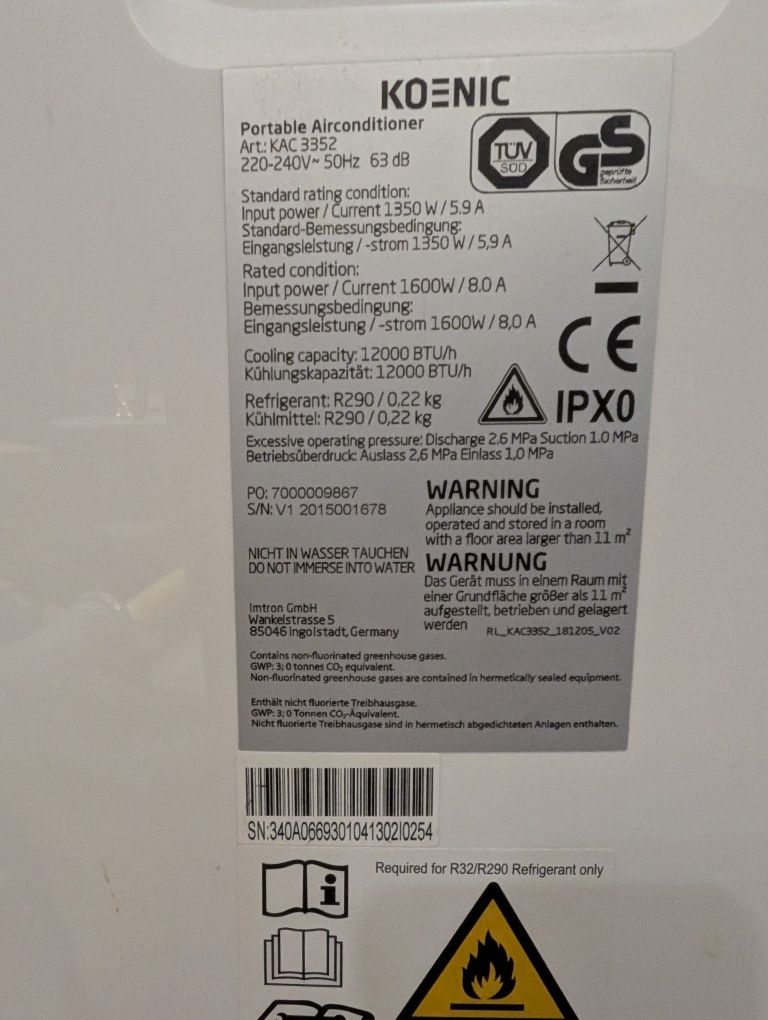 KOENIC
Portable Airconditioner
Art.: KAC 3352
220-240V~ 50Hz 63 dB
TÜV
SÜD
GS
geprüfte
Sicherheit
Standard rating condition:
Input power / Current 1350 W / 5.9 A
Standard-Bemessungsbedingung:
Eingangsleistung / -strom 1350 W / 5,9 A
Rated condition:
Input power / Current 1600W / 8.0 A
Bemessungsbedingung:
Eingangsleistung / -strom 1600W / 8,0 A
CE
Cooling capacity: 12000 BTU/h
Kühlungskapazität: 12000 BTU/h
Refrigerant: R290 / 0.22 kg
Kühlmittel: R290 / 0,22 kg
IPX0
Excessive operating pressure: Discharge 2.6 MPa Suction 1.0 MPa
Betriebsüberdruck: Auslass 2,6 MPa Einlass 1,0 MPa
PO: 7000009867
S/N: V1 2015001678
NICHT IN WASSER TAUCHEN
DO NOT IMMERSE INTO WATER
Imtron GmbH
Wankelstrasse 5
85046 Ingolstadt, Germany
WARNING
Appliance should be installed,
operated and stored in a room
with a floor area larger than 11 m²
WARNUNG
Das Gerät muss in einem Raum mit
einer Grundfläche größer als 11 m²
aufgestellt, betrieben und gelagert
werden RL_KAC3352_181205_V02
Contains non-fluorinated greenhouse gases.
GWP: 3; 0 tonnes CO₂ equivalent.
Non-fluorinated greenhouse gases are contained in hermetically sealed equipment.
Enthält nicht fluorierte Treibhausgase.
GWP: 3; 0 Tonnen CO₂-Äquivalent.
Nicht fluorierte Treibhausgase sind in hermetisch abgedichteten Anlagen enthalten.
SN:340A0669301041302I0254
Required for R32/R290 Refrigerant only